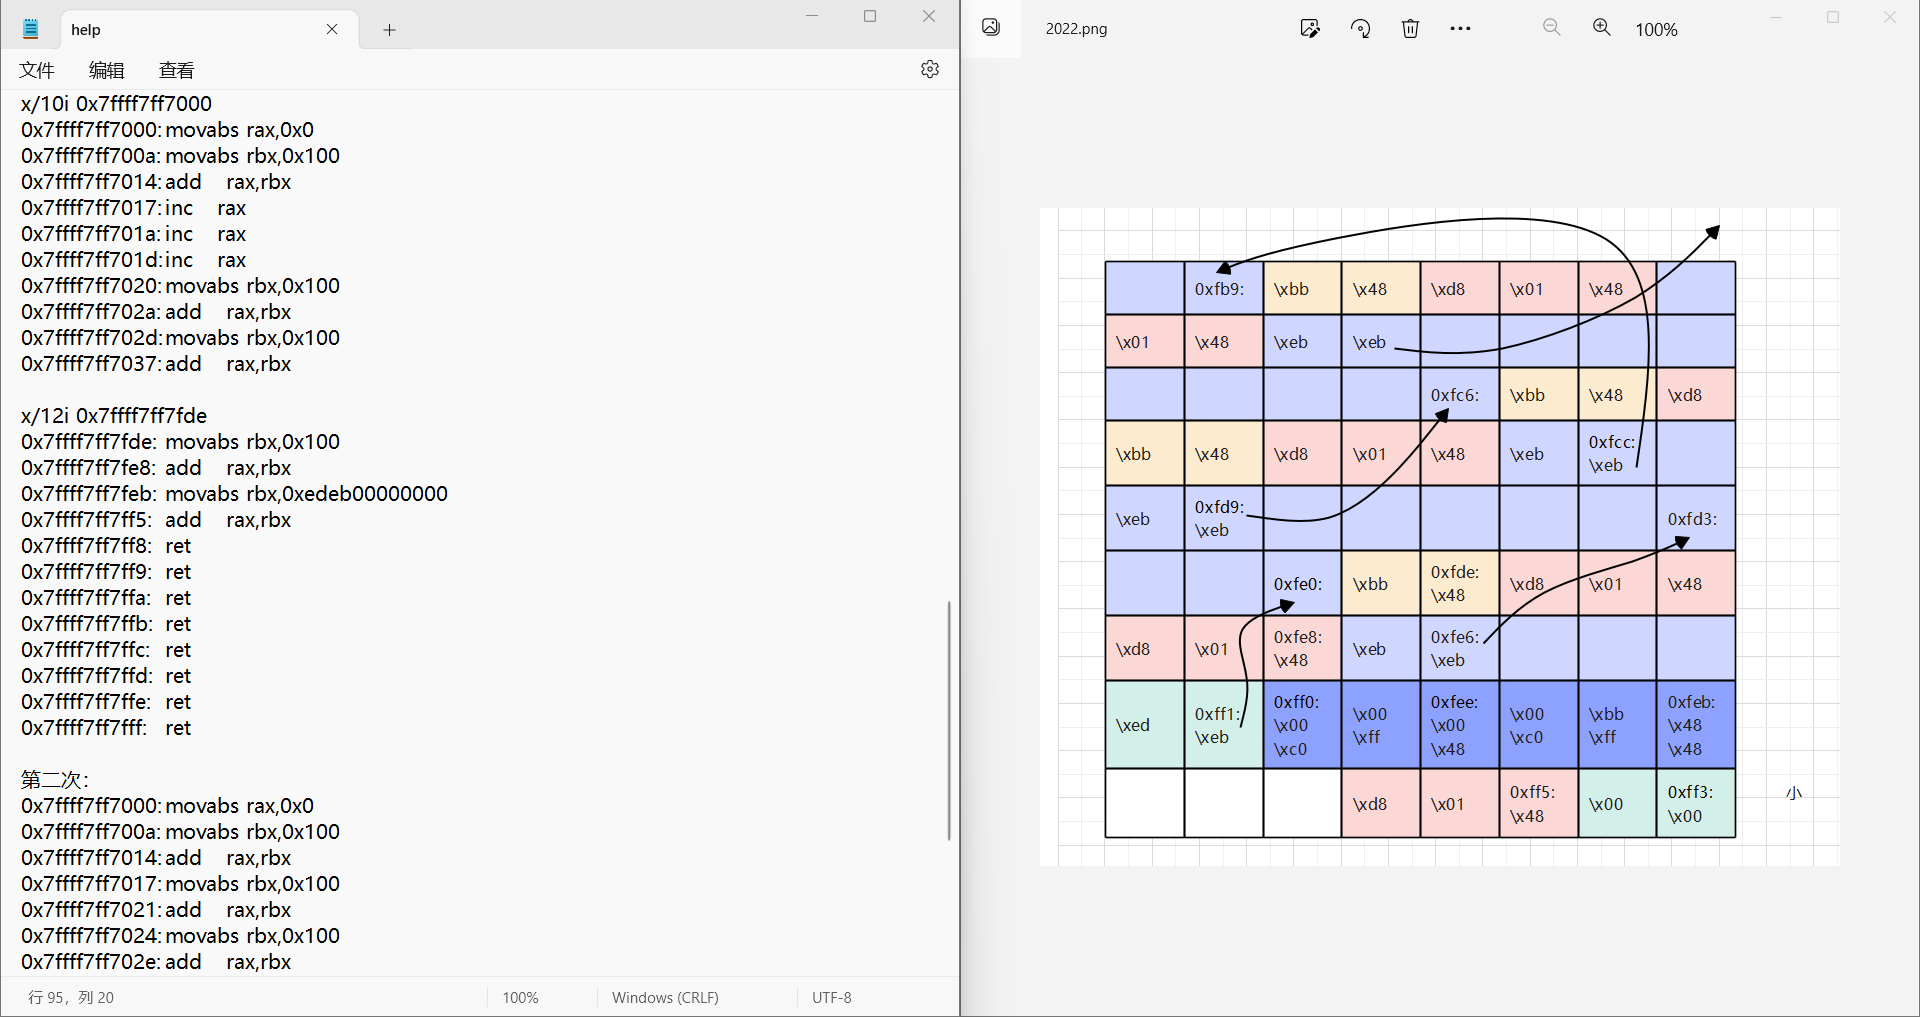 help
文件 编辑 查看
x/10i 0x7ffff7ff7000
0x7ffff7ff7000: movabs rax,0x0
0x7ffff7ff700a: movabs rbx,0x100
0x7ffff7ff7014: add rax,rbx
0x7ffff7ff7017: inc rax
0x7ffff7ff701a: inc rax
0x7ffff7ff701d: inc rax
0x7ffff7ff7020: movabs rbx,0x100
0x7ffff7ff702a: add rax,rbx
0x7ffff7ff702d: movabs rbx,0x100
0x7ffff7ff7037: add rax,rbx
x/12i 0x7ffff7ff7fde
0x7ffff7ff7fde: movabs rbx,0x100
0x7ffff7ff7fe8: add rax,rbx
0x7ffff7ff7feb: movabs rbx,0xedeb00000000
0x7ffff7ff7ff5: add rax,rbx
0x7ffff7ff7ff8: ret
0x7ffff7ff7ff9: ret
0x7ffff7ff7ffa: ret
0x7ffff7ff7ffb: ret
0x7ffff7ff7ffc: ret
0x7ffff7ff7ffd: ret
0x7ffff7ff7ffe: ret
0x7ffff7ff7fff: ret
第二次：
0x7ffff7ff7000: movabs rax,0x0
0x7ffff7ff700a: movabs rbx,0x100
0x7ffff7ff7014: add rax,rbx
0x7ffff7ff7017: movabs rbx,0x100
0x7ffff7ff7021: add rax,rbx
0x7ffff7ff7024: movabs rbx,0x100
0x7ffff7ff702e: add rax,rbx
行 95，列 20 100% Windows (CRLF) UTF-8
2022.png 100%
0xfb9: \xbb \x48 \xd8 \x01 \x48
\x01 \x48 \xeb \xeb
0xfc6: \xbb \x48 \xd8
\xbb \x48 \xd8 \x01 \x48 \xeb 0xfcc: \xeb
\xeb 0xfd9: \xeb 0xfd3:
0xfe0: \xbb 0xfde: \x48 \xd8 \x01 \x48
\xd8 \x01 0xfe8: \x48 \xeb 0xfe6: \xeb
\xed 0xff1: \xeb 0xff0: \x00 \xc0 \x00 \xff 0xfee: \x00 \x48 \x00 \xc0 \xbb \xff 0xfeb: \x48 \x48
\xd8 \x01 0xff5: \x48 \x00 0xff3: \x00
小